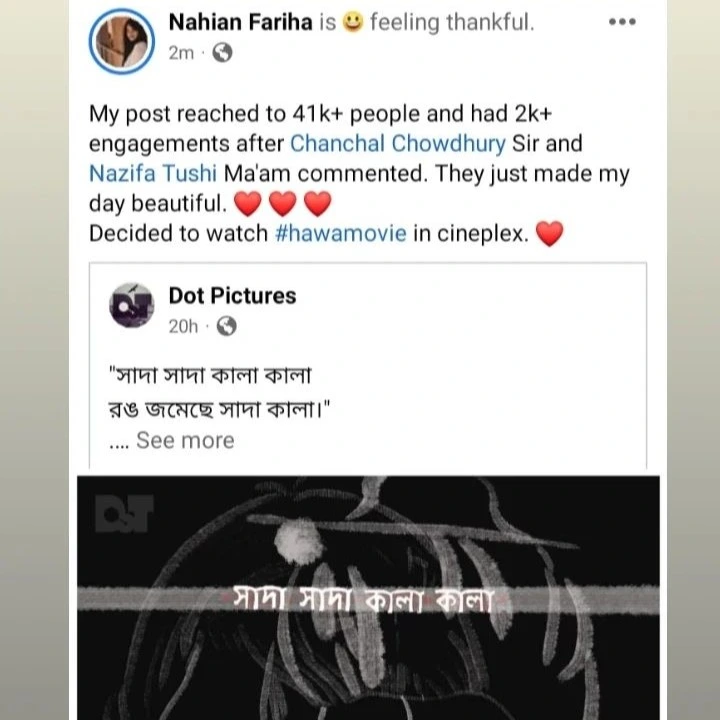 Nahian Fariha is 😃 feeling thankful.
2m ·
My post reached to 41k+ people and had 2k+
engagements after Chanchal Chowdhury Sir and
Nazifa Tushi Ma'am commented. They just made my
day beautiful. ❤️ ❤️ ❤️
Decided to watch #hawamovie in cineplex. ❤️
DOT
Dot Pictures
20h ·
"সাদা সাদা কালা কালা
রঙ জমেছে সাদা কালা।"
.... See more
DOT
সাদা সাদা কালা কালা